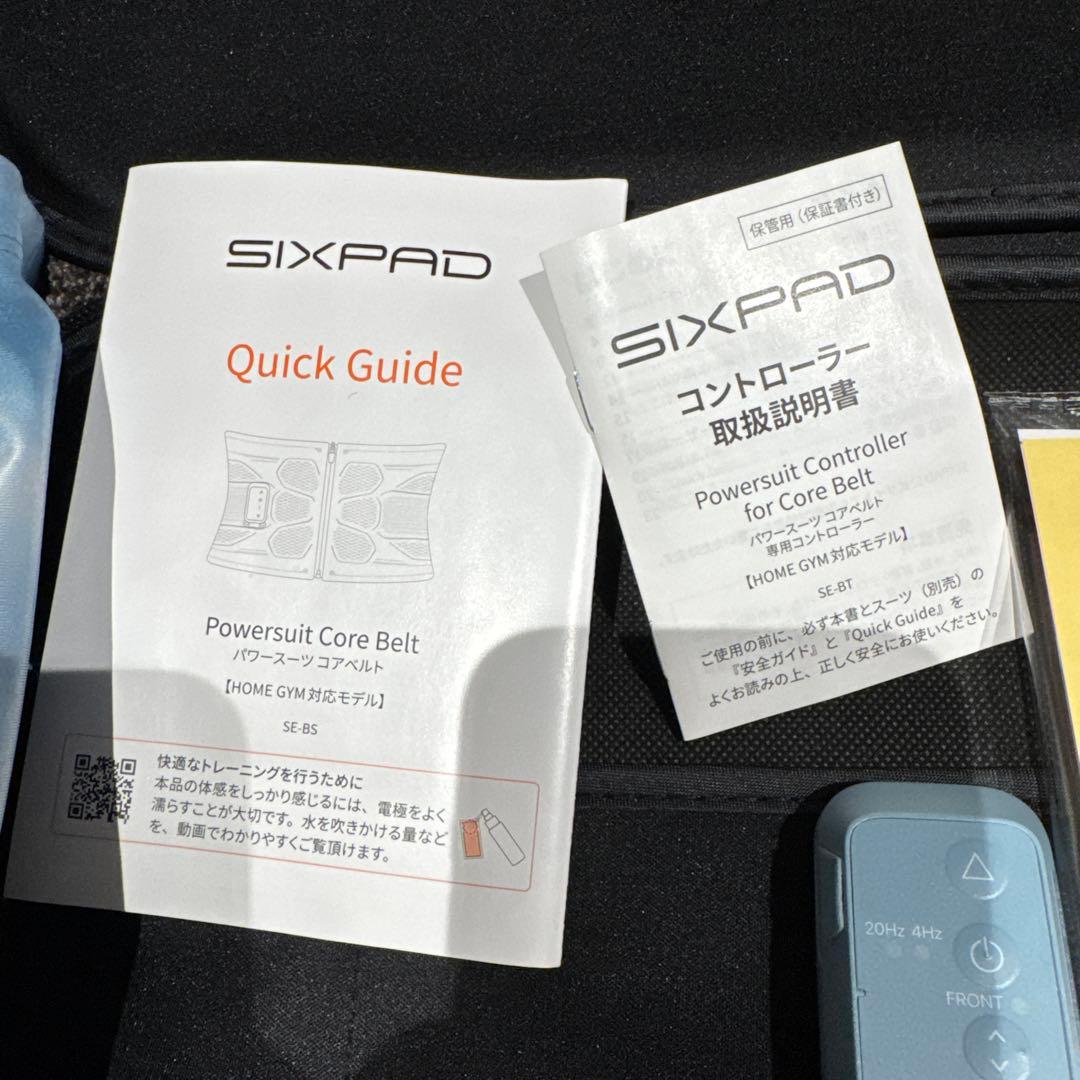 SIXPAD
Quick Guide
Powersuit Core Belt
パワースーツ コアベルト
【HOME GYM対応モデル】
SE-BS
快適なトレーニングを行うために
本品の体感をしっかり感じるには、電極をよく
濡らすことが大切です。水を吹きかける量など
を、動画でわかりやすくご覧頂けます。
保管用(保証書付き)
SIXPAD
コントローラー
取扱説明書
Powersuit Controller
for Core Belt
パワースーツ コアベルト
専用コントローラー
【HOME GYM対応モデル】
SE-BT
ご使用の前に、必ず本書とスーツ(別売)の
『安全ガイド』と『Quick Guide』を
よくお読みの上、正しく安全にお使いください。
20Hz 4Hz
FRONT